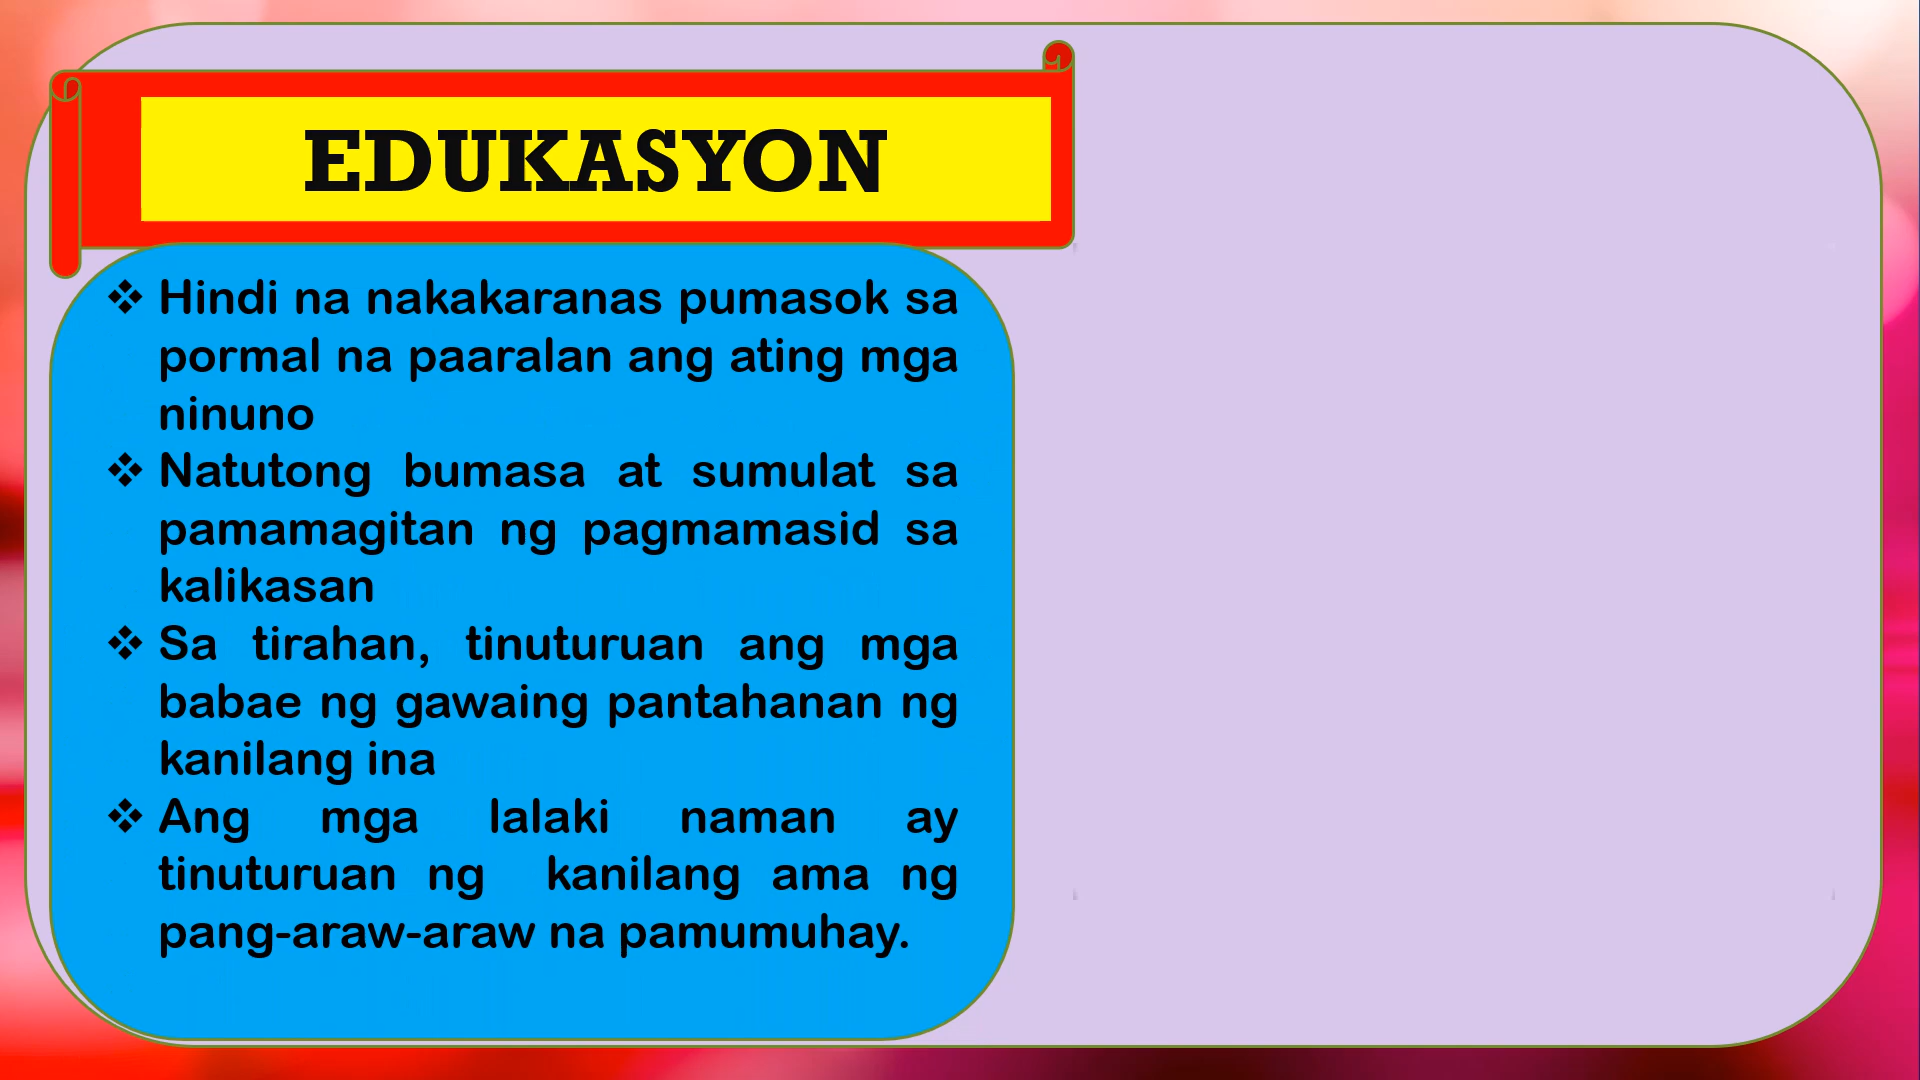 EDUKASYON
❖ Hindi na nakakaranas pumasok sa
pormal na paaralan ang ating mga
ninuno
❖ Natutong bumasa at sumulat sa
pamamagitan ng pagmamasid sa
kalikasan
❖ Sa tirahan, tinuturuan ang mga
babae ng gawaing pantahanan ng
kanilang ina
❖ Ang mga lalaki naman ay
tinuturuan ng kanilang ama ng
pang-araw-araw na pamumuhay.